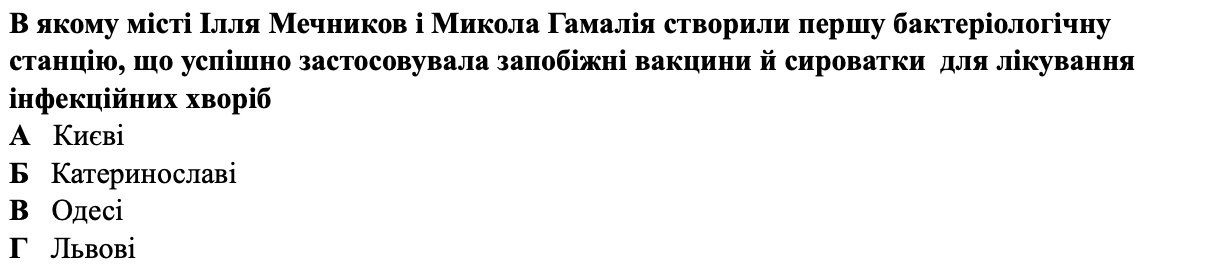 В якому місті Ілля Мечников і Микола Гамалія створили першу бактеріологічну
станцію, що успішно застосовувала запобіжні вакцини й сироватки для лікування
інфекційних хворіб
А Києві
Б Катеринославі
В Одесі
Г Львові